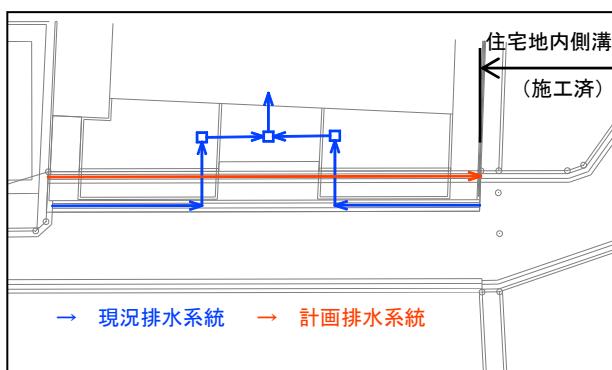 住宅地内側溝
（施工済）
→ 現況排水系統 → 計画排水系統